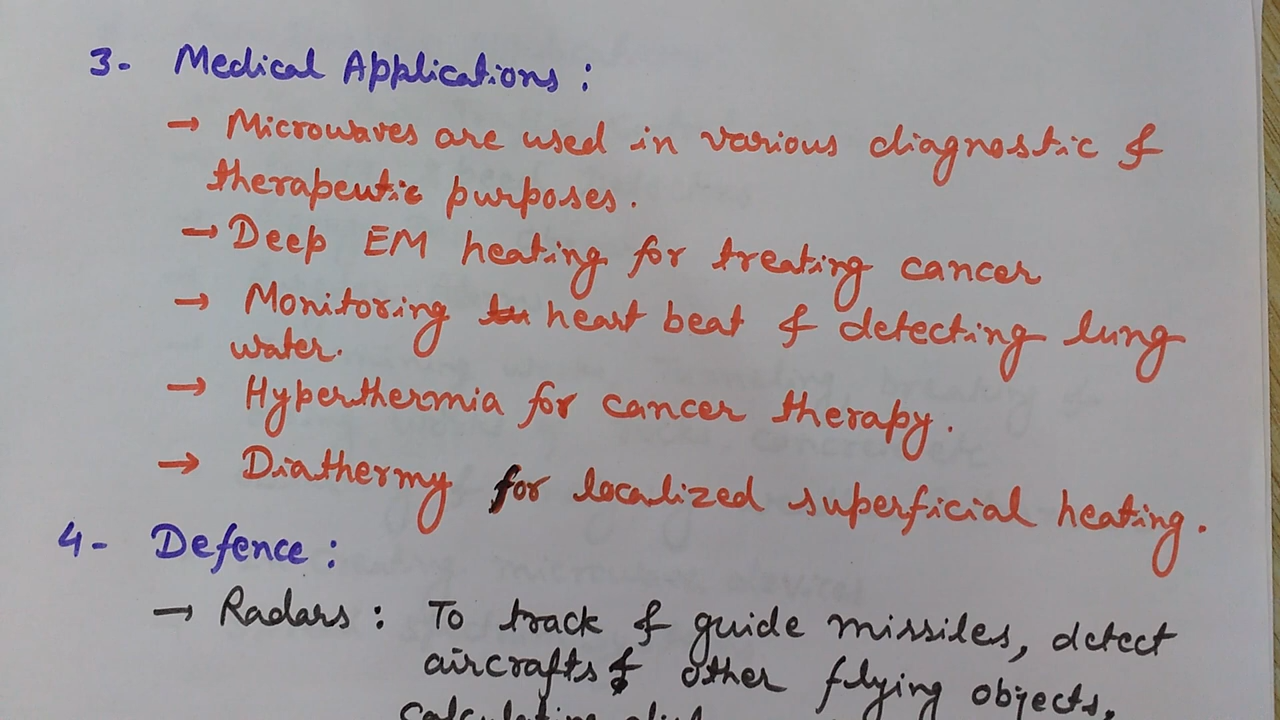 3- Medical Applications :
→ Microwaves are used in various diagnostic &
therapeutic purposes.
→ Deep EM heating for treating cancer
→ Monitoring heart beat & detecting lung
water.
→ Hyperthermia for cancer therapy.
→ Diathermy for localized superficial heating.
4- Defence :
→ Radars : To track & guide missiles, detect
aircrafts & other flying objects,